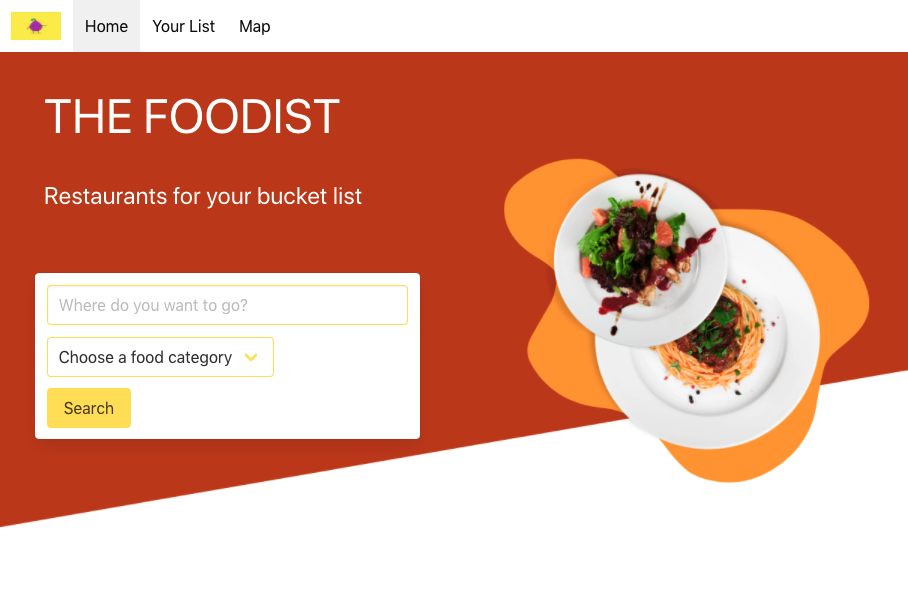 Home Your List Map
THE FOODIST
Restaurants for your bucket list
Where do you want to go?
Choose a food category
Search